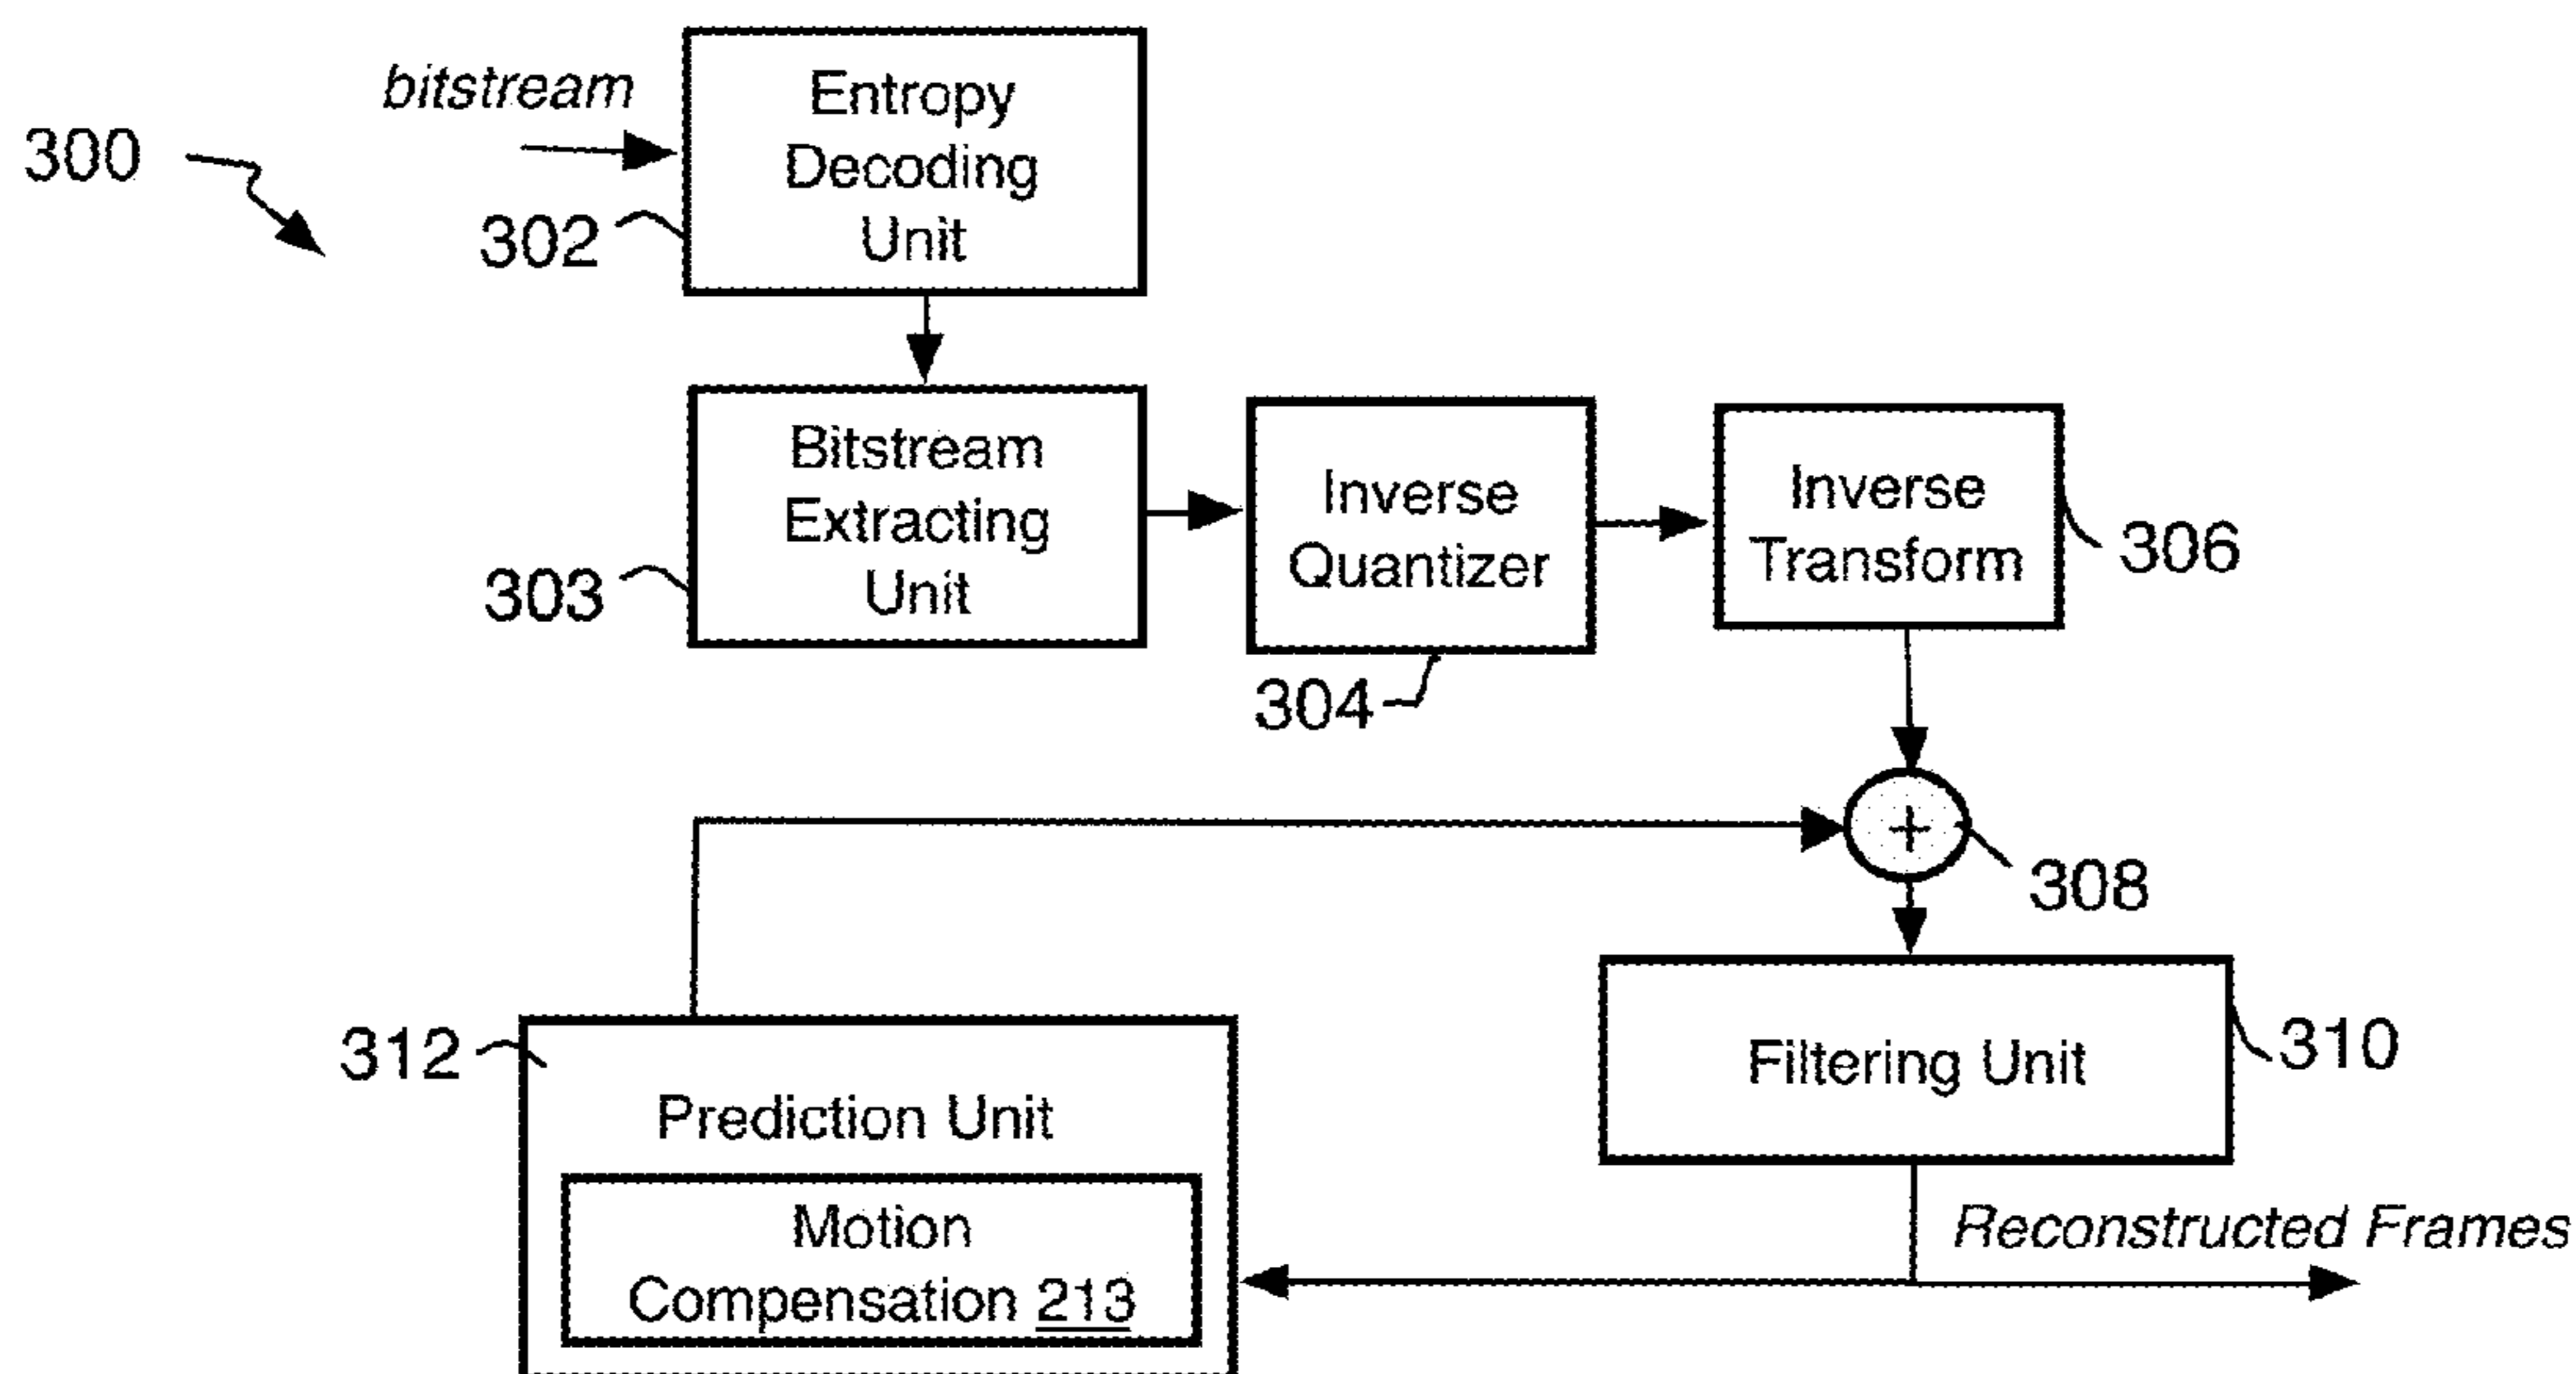 bitstream
Entropy
Decoding
Unit
300
302
Bitstream
Extracting
Unit
303
Inverse
Quantizer
304
Inverse
Transform
306
308
312
Prediction Unit
Motion
Compensation 213
Filtering Unit
310
Reconstructed Frames
+